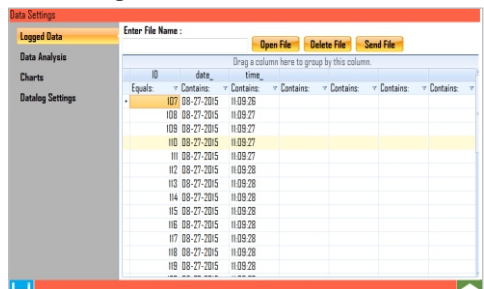 Data Settings
Logged Data
Data Analysis
Charts
Datalog Settings
Enter File Name :
Open File Delete File Send File
Drag a column here to group by this column.
ID date_ time_
Equals: Contains: Contains: Contains: Contains: Contains: Contains:
107 08-27-2015 11:09:26
108 08-27-2015 11:09:27
109 08-27-2015 11:09:27
110 08-27-2015 11:09:27
111 08-27-2015 11:09:27
112 08-27-2015 11:09:28
113 08-27-2015 11:09:28
114 08-27-2015 11:09:28
115 08-27-2015 11:09:28
116 08-27-2015 11:09:28
117 08-27-2015 11:09:28
118 08-27-2015 11:09:28
119 08-27-2015 11:09:28